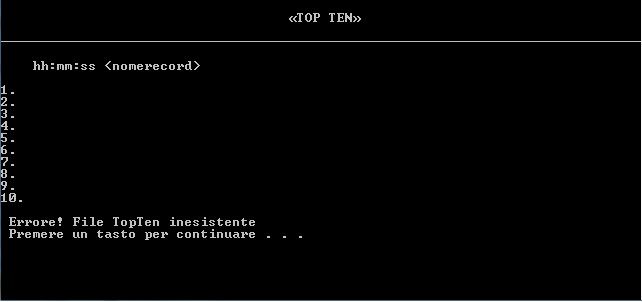 «TOP TEN»
hh:mm:ss <nomerecord>
1.
2.
3.
4.
5.
6.
7.
8.
9.
10.
Errore! File TopTen inesistente
Premere un tasto per continuare . . .